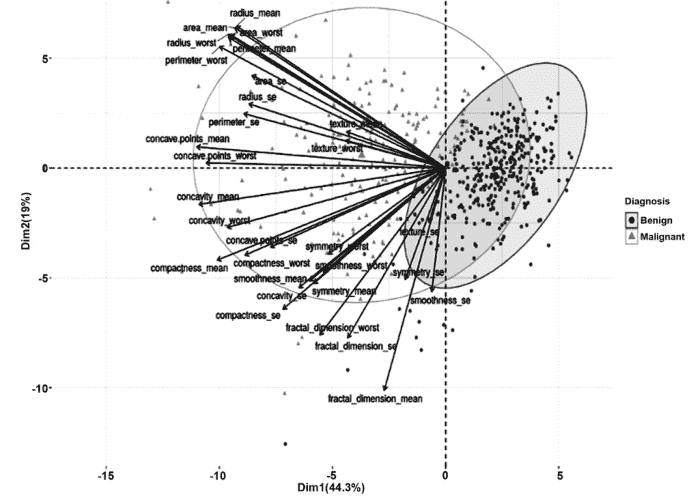 radius_mean
area_mean
area_worst
radius_worst
perimeter_mean
perimeter_worst
area_se
radius_se
perimeter_se
texture_mean
concave.points_mean
texture_worst
concave.points_worst
concavity_mean
concavity_worst
texture_se
concave.points_se
symmetry_worst
compactness_mean
compactness_worst
smoothness_worst
symmetry_se
smoothness_mean
symmetry_mean
concavity_se
smoothness_se
compactness_se
fractal_dimension_worst
fractal_dimension_se
fractal_dimension_mean
5
0
-5
-10
Dim2(19%)
-15
-10
-5
0
5
Dim1(44.3%)
Diagnosis
Benign
Malignant